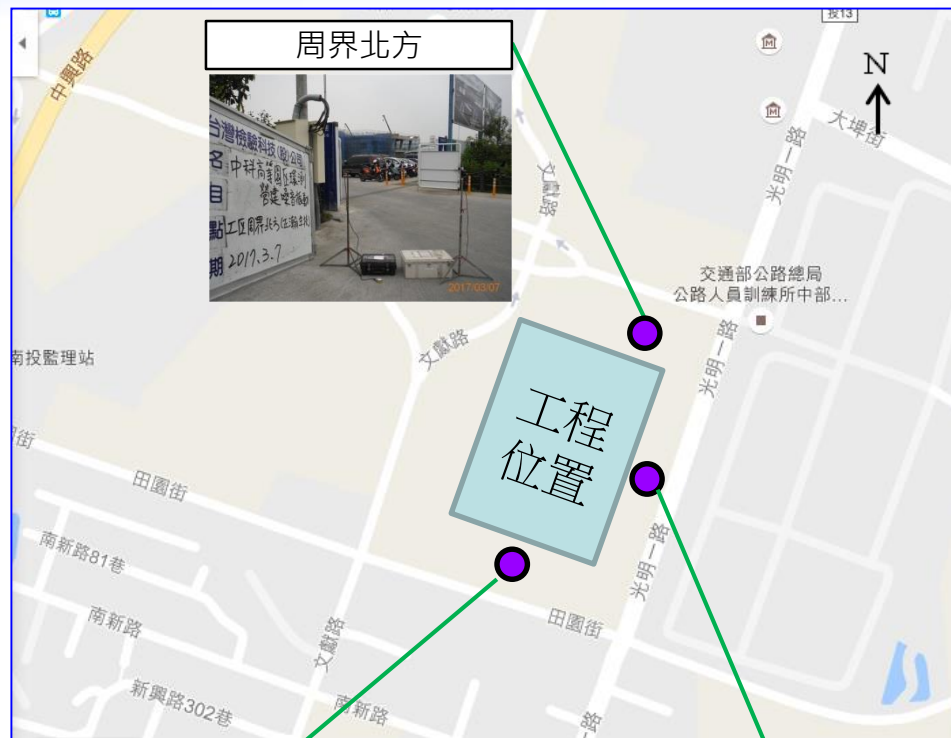 投13
周界北方
中興路
N
大埤街
台灣檢驗科技(股)公司
名 中科高等園區環測
目 營建噪音振動
點 工區周界北方
期 2017.3.7
2017/03/07
文獻路
光明一路
交通部公路總局
公路人員訓練所中部...
文獻路
光明一路
南投監理站
工程
位置
街
田園街
南新路81巷
光明一路
田園街
南新路
文獻路
新興路302巷
南新路
一路